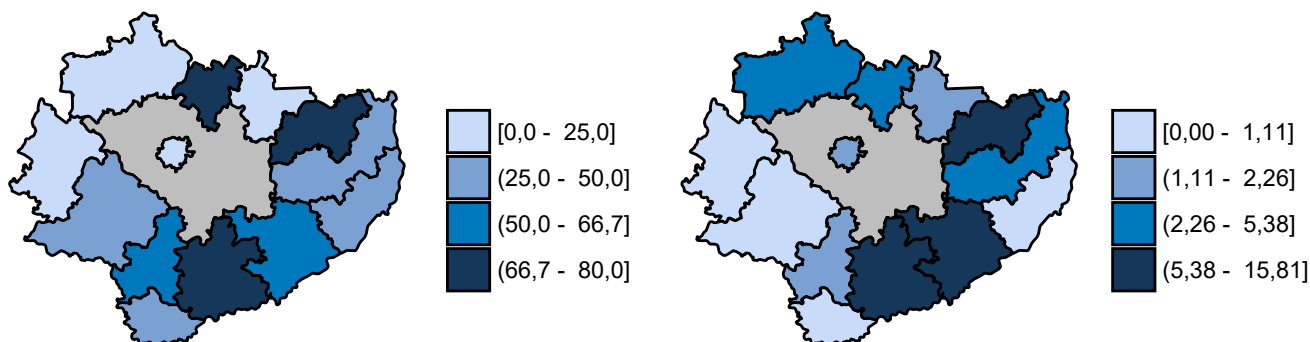 [0,0 - 25,0]
(25,0 - 50,0]
(50,0 - 66,7]
(66,7 - 80,0]
[0,00 - 1,11]
(1,11 - 2,26]
(2,26 - 5,38]
(5,38 - 15,81]